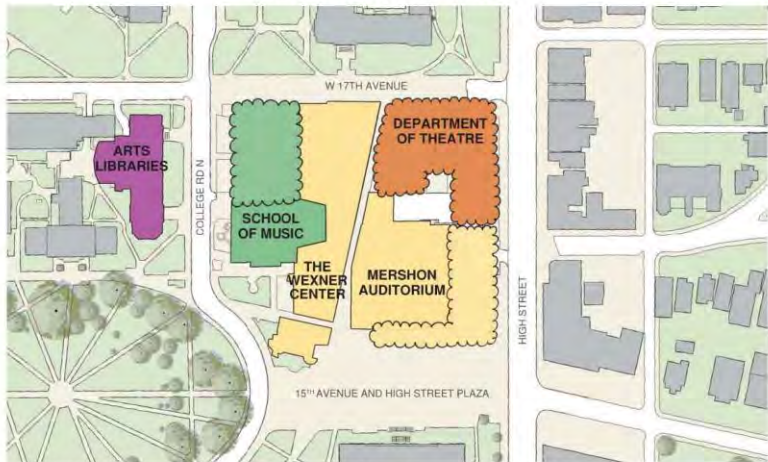 W 17TH AVENUE
DEPARTMENT
OF THEATRE
ARTS
LIBRARIES
COLLEGE RD N
SCHOOL
OF MUSIC
THE
WEXNER
CENTER
MERSHON
AUDITORIUM
HIGH STREET
15TH AVENUE AND HIGH STREET PLAZA